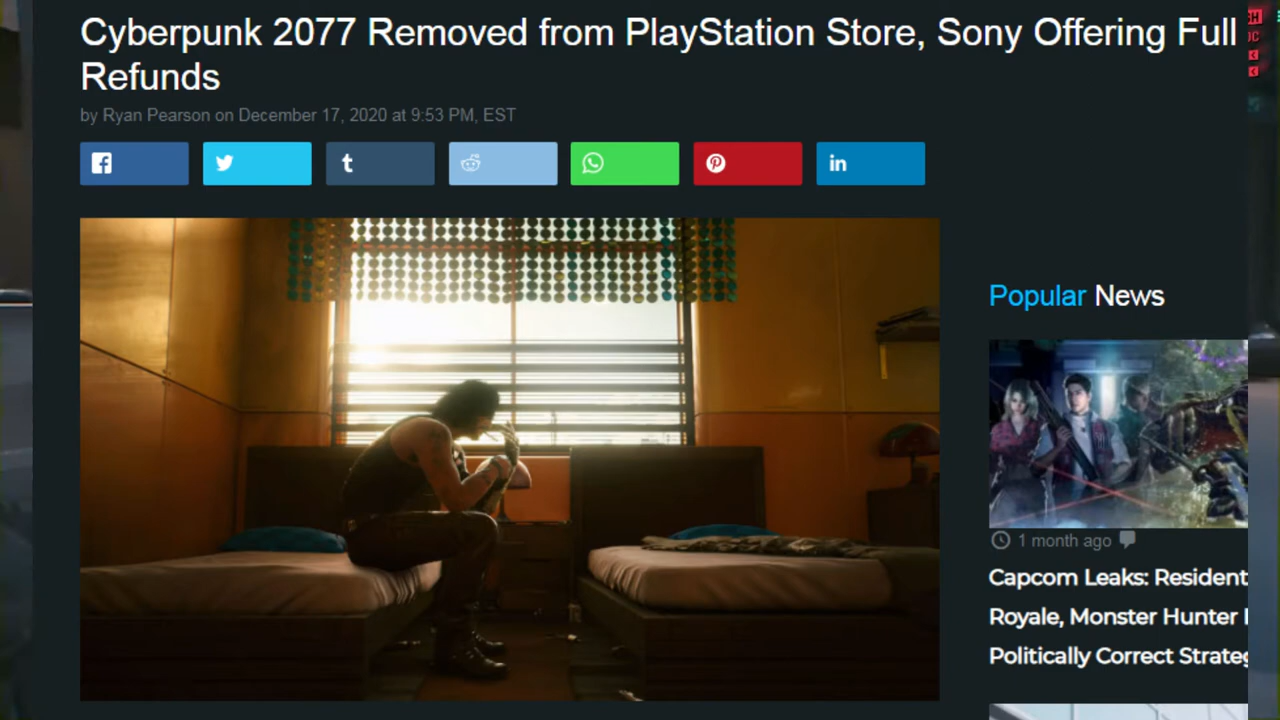 Cyberpunk 2077 Removed from PlayStation Store, Sony Offering Full
Refunds
by Ryan Pearson on December 17, 2020 at 9:53 PM, EST
Popular News
1 month ago
Capcom Leaks: Resident
Royale, Monster Hunter
Politically Correct